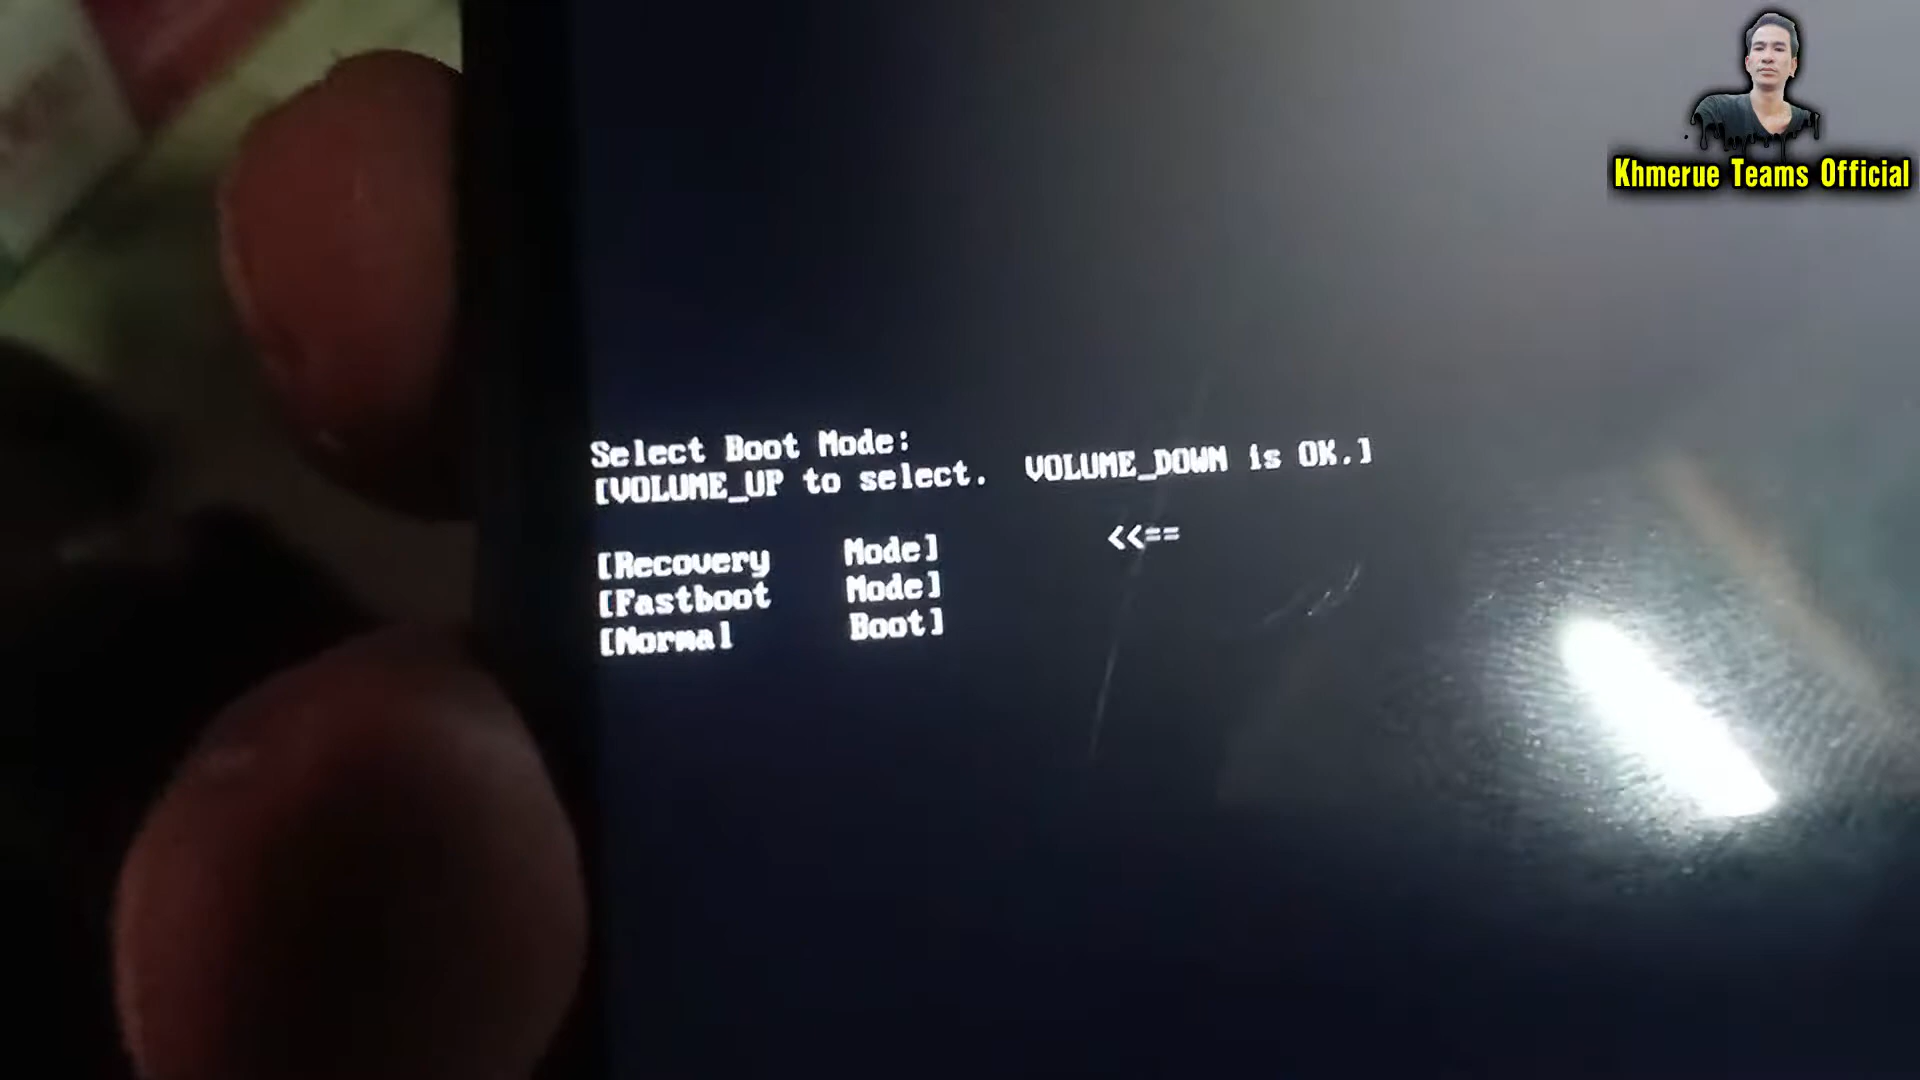 Khmerue Teams Official
Select Boot Mode:
[VOLUME_UP to select.  VOLUME_DOWN is OK.]
[Recovery    Mode]         <<==
[Fastboot    Mode]
[Normal      Boot]